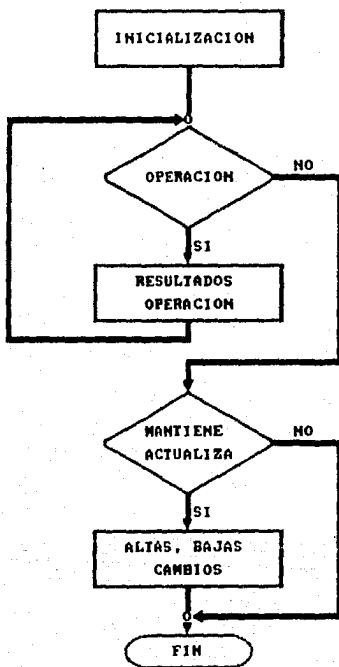 INICIALIZACION
OPERACION
NO
SI
RESULTADOS
OPERACION
MANTIENE
ACTUALIZA
NO
SI
ALTAS, BAJAS
CAMBIOS
FIN